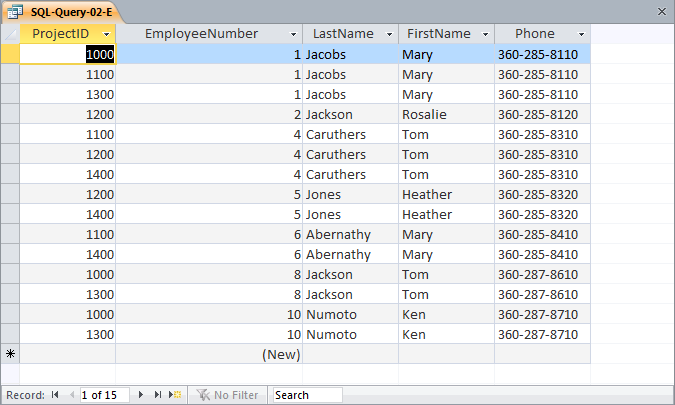 SQL-Query-02-E
ProjectID EmployeeNumber LastName FirstName Phone
1000 1 Jacobs Mary 360-285-8110
1100 1 Jacobs Mary 360-285-8110
1300 1 Jacobs Mary 360-285-8110
1200 2 Jackson Rosalie 360-285-8120
1100 4 Caruthers Tom 360-285-8310
1200 4 Caruthers Tom 360-285-8310
1400 4 Caruthers Tom 360-285-8310
1200 5 Jones Heather 360-285-8320
1400 5 Jones Heather 360-285-8320
1100 6 Abernathy Mary 360-285-8410
1400 6 Abernathy Mary 360-285-8410
1000 8 Jackson Tom 360-287-8610
1300 8 Jackson Tom 360-287-8610
1000 10 Numoto Ken 360-287-8710
1300 10 Numoto Ken 360-287-8710
(New)
Record: 1 of 15 No Filter Search